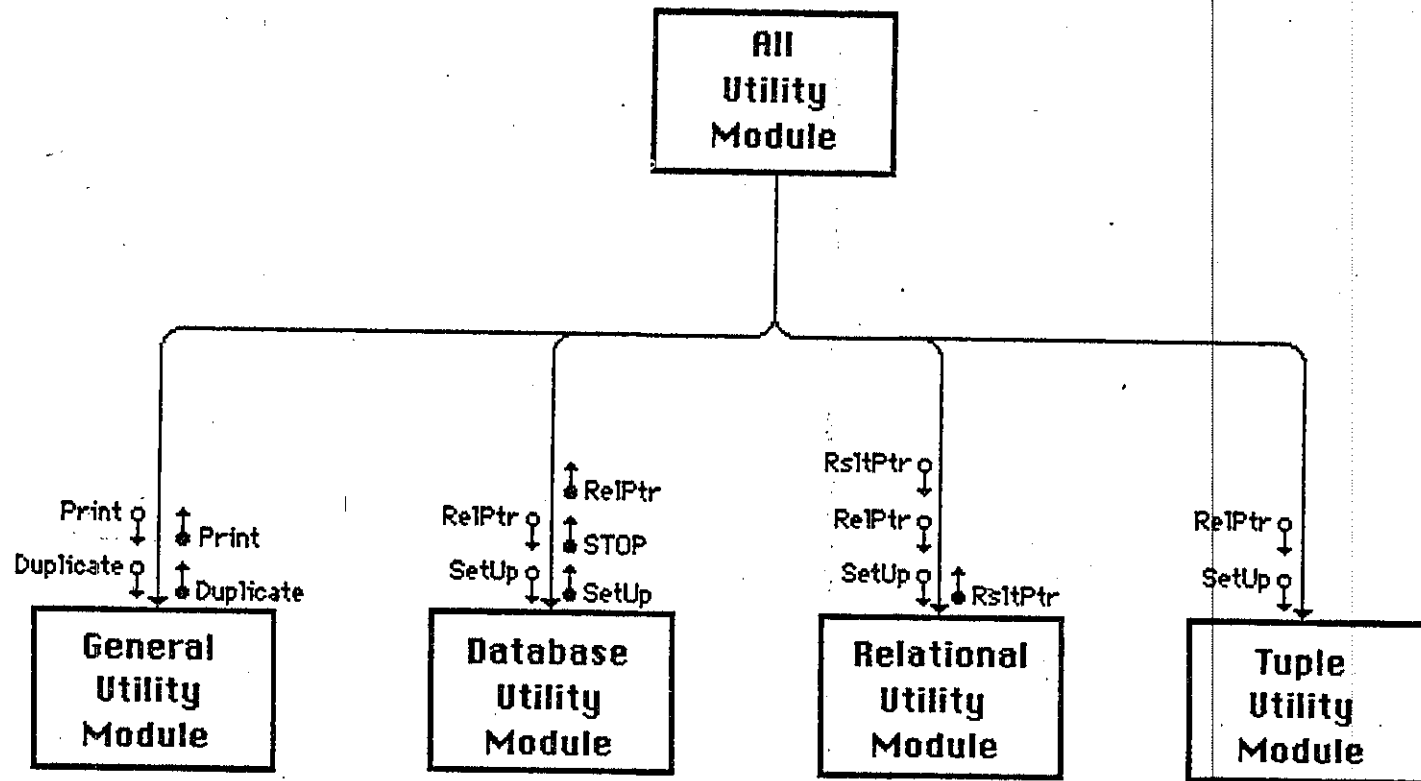 All
Utility
Module
RsltPtr
RelPtr
Print
Print
RelPtr
STOP
RelPtr
RelPtr
Duplicate
Duplicate
SetUp
SetUp
SetUp
RsltPtr
SetUp
General
Utility
Module
Database
Utility
Module
Relational
Utility
Module
Tuple
Utility
Module